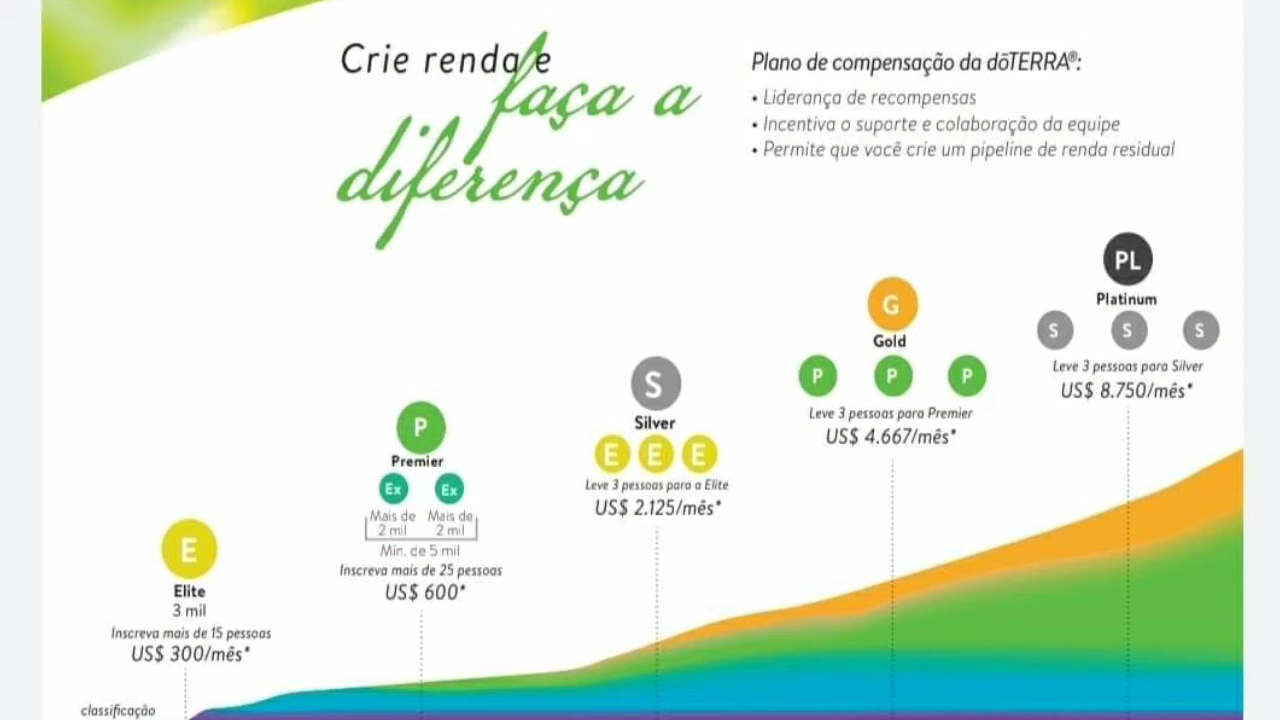 Crie renda e
faça a
diferença
Plano de compensação da dōTERRA®:
• Liderança de recompensas
• Incentiva o suporte e colaboração da equipe
• Permite que você crie um pipeline de renda residual
E
Elite
3 mil
Inscreva mais de 15 pessoas
US$ 300/mês*
P
Premier
Ex Ex
Mais de Mais de
2 mil 2 mil
Mín. de 5 mil
Inscreva mais de 25 pessoas
US$ 600*
S
Silver
E E E
Leve 3 pessoas para a Elite
US$ 2.125/mês*
G
Gold
P P P
Leve 3 pessoas para Premier
US$ 4.667/mês*
PL
Platinum
S S S
Leve 3 pessoas para Silver
US$ 8.750/mês*
classificação